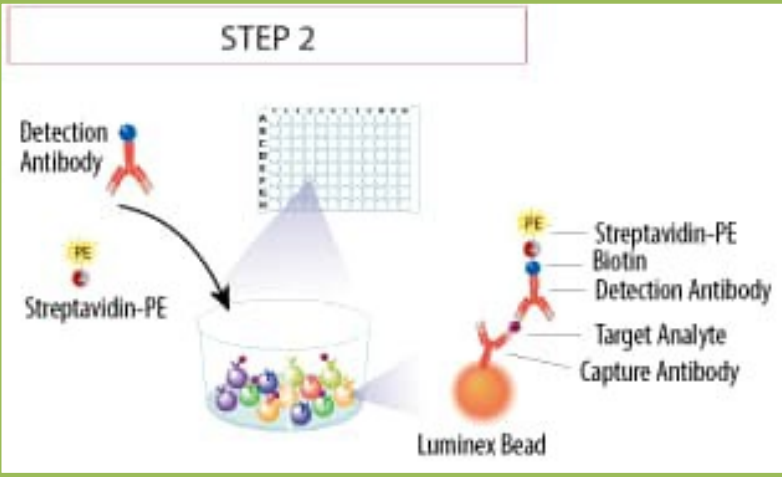 STEP 2
Detection
Antibody
PE
Streptavidin-PE
A
B
C
D
E
F
G
H
PE
Streptavidin-PE
Biotin
Detection Antibody
Target Analyte
Capture Antibody
Luminex Bead